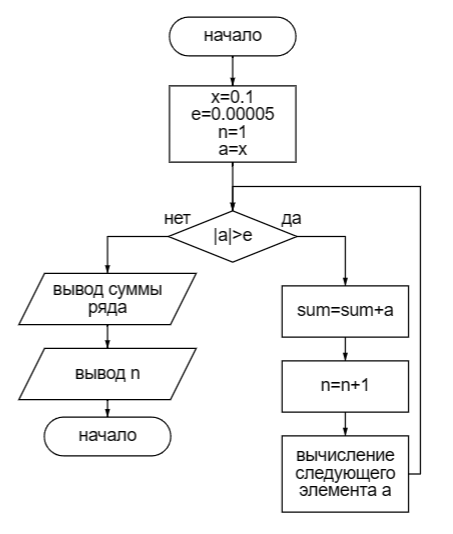 начало
x=0.1
e=0.00005
n=1
a=x
нет
да
|a|>e
вывод суммы
ряда
sum=sum+a
вывод n
n=n+1
начало
вычисление
следующего
элемента a